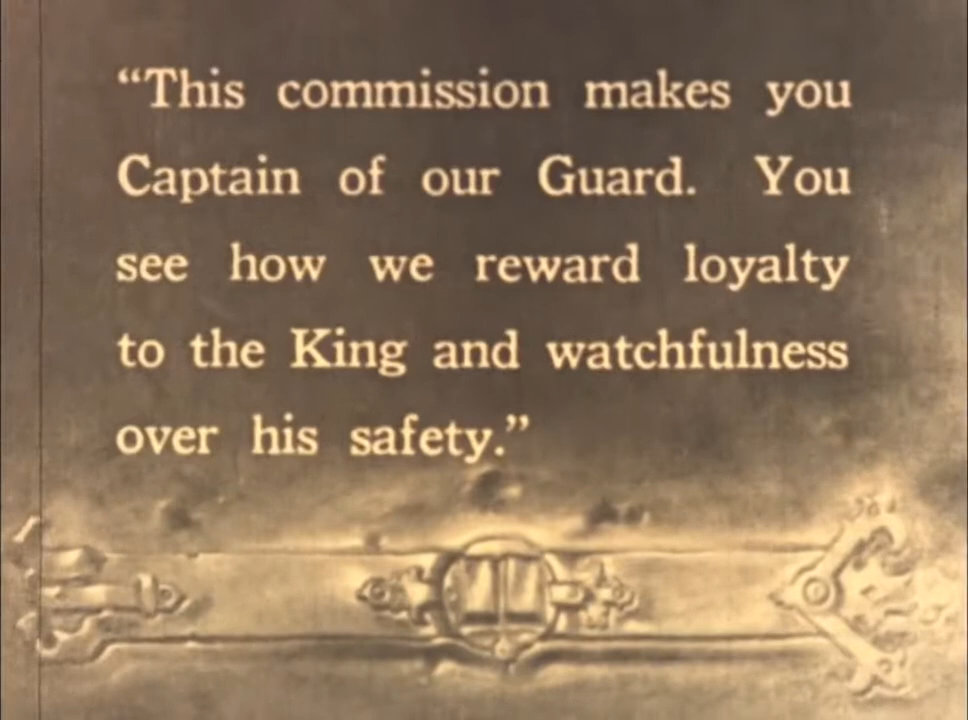 “This commission makes you
Captain of our Guard. You
see how we reward loyalty
to the King and watchfulness
over his safety.”